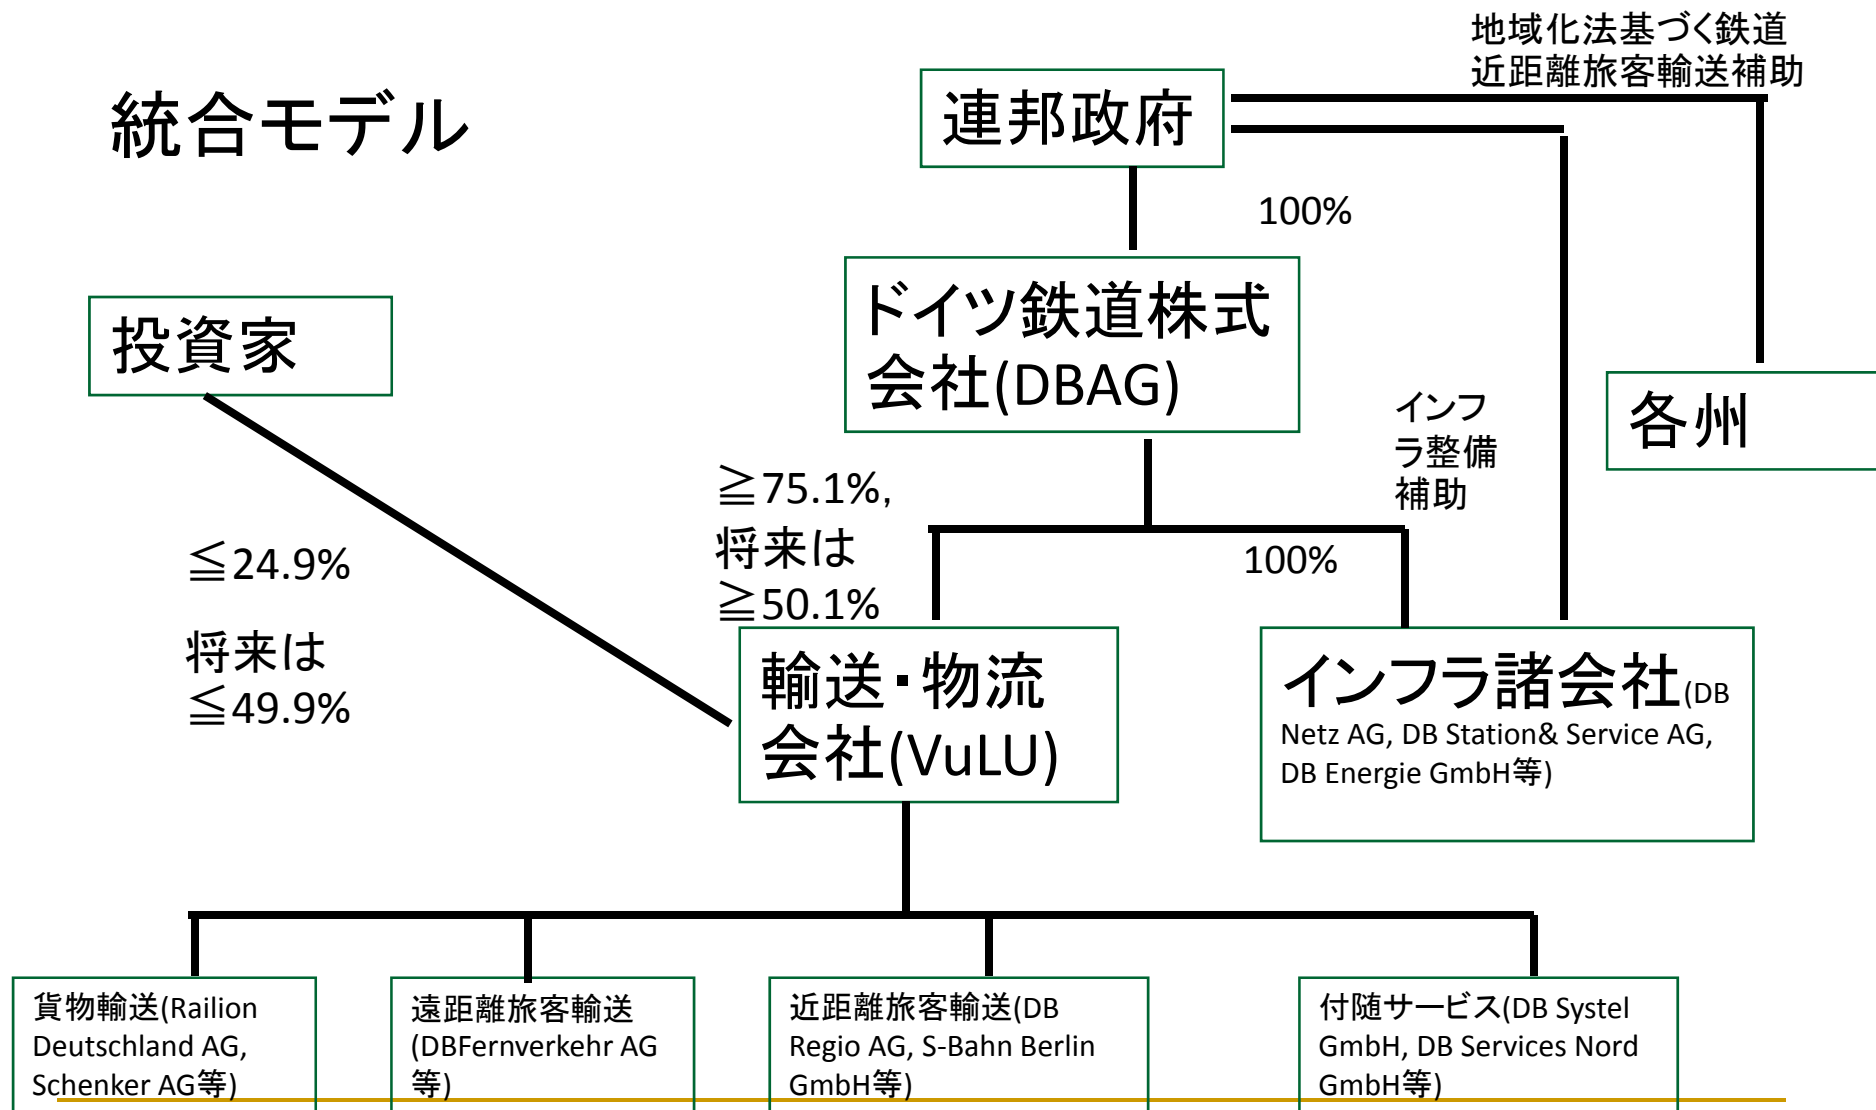 地域化法基づく鉄道
近距離旅客輸送補助
統合モデル
連邦政府
100%
ドイツ鉄道株式
会社(DBAG)
投資家
各州
インフ
ラ整備
補助
≧75.1%,
将来は
≧50.1%
≦24.9%
将来は
≦49.9%
100%
輸送・物流
会社(VuLU)
インフラ諸会社(DB
Netz AG, DB Station& Service AG,
DB Energie GmbH等)
貨物輸送(Railion
Deutschland AG,
Schenker AG等)
遠距離旅客輸送
(DBFernverkehr AG
等)
近距離旅客輸送(DB
Regio AG, S-Bahn Berlin
GmbH等)
付随サービス(DB Systel
GmbH, DB Services Nord
GmbH等)